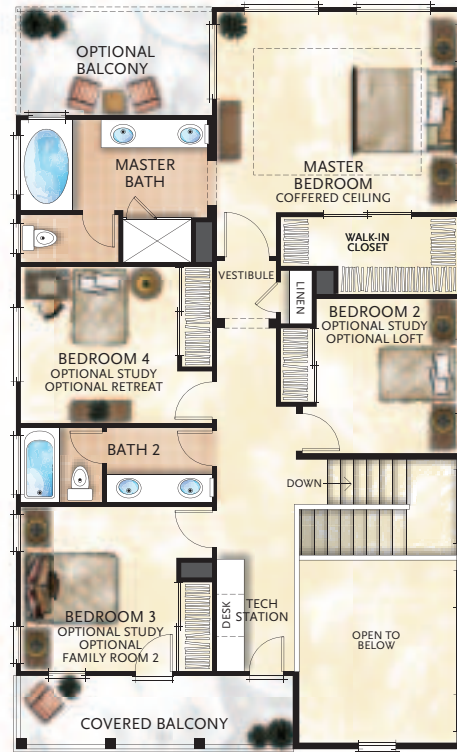 OPTIONAL
BALCONY
MASTER
BATH
MASTER
BEDROOM
COFFERED CEILING
WALK-IN
CLOSET
VESTIBULE
LINEN
BEDROOM 2
OPTIONAL STUDY
OPTIONAL LOFT
BEDROOM 4
OPTIONAL STUDY
OPTIONAL RETREAT
BATH 2
DOWN
BEDROOM 3
OPTIONAL STUDY
OPTIONAL
FAMILY ROOM 2
DESK
TECH
STATION
OPEN TO
BELOW
COVERED BALCONY